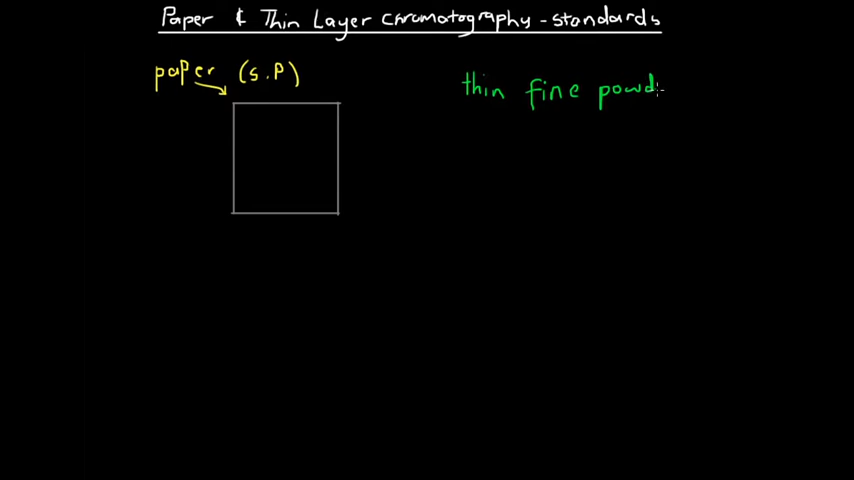 Paper & Thin Layer chromatography - standards
paper (S.P)
thin fine powd